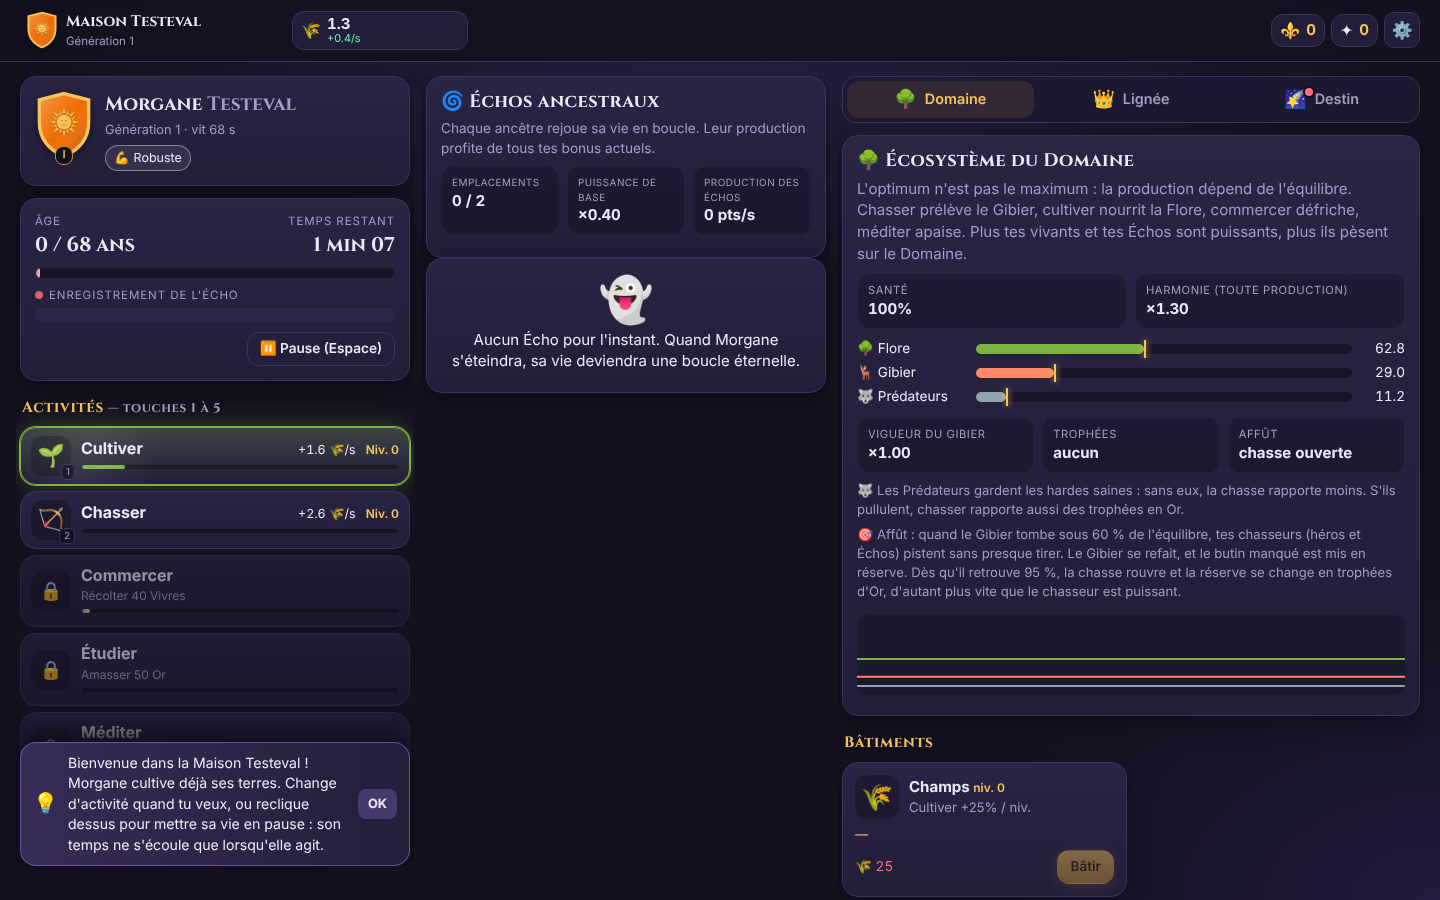 Maison Testeval
Génération 1
1.3
+0.4/s
0
0
Morgane Testeval
Génération 1 · vit 68 s
Robuste
I
ÂGE
TEMPS RESTANT
0 / 68 ans
1 min 07
ENREGISTREMENT DE L'ÉCHO
Pause (Espace)
Activités — touches 1 à 5
Cultiver
+1.6 /s Niv. 0
1
Chasser
+2.6 /s Niv. 0
2
Commercer
Récolter 40 Vivres
Étudier
Amasser 50 Or
Méditer
Bienvenue dans la Maison Testeval !
Morgane cultive déjà ses terres. Change
d'activité quand tu veux, ou reclique
dessus pour mettre sa vie en pause : son
temps ne s'écoule que lorsqu'elle agit.
OK
Échos ancestraux
Chaque ancêtre rejoue sa vie en boucle. Leur production
profite de tous tes bonus actuels.
EMPLACEMENTS
0 / 2
PUISSANCE DE
BASE
×0.40
PRODUCTION DES
ÉCHOS
0 pts/s
Aucun Écho pour l'instant. Quand Morgane
s'éteindra, sa vie deviendra une boucle éternelle.
Domaine
Lignée
Destin
Écosystème du Domaine
L'optimum n'est pas le maximum : la production dépend de l'équilibre.
Chasser prélève le Gibier, cultiver nourrit la Flore, commercer défriche,
méditer apaise. Plus tes vivants et tes Échos sont puissants, plus ils pèsent
sur le Domaine.
SANTÉ
100%
HARMONIE (TOUTE PRODUCTION)
×1.30
Flore
62.8
Gibier
29.0
Prédateurs
11.2
VIGUEUR DU GIBIER
×1.00
TROPHÉES
aucun
AFFÛT
chasse ouverte
Les Prédateurs gardent les hardes saines : sans eux, la chasse rapporte moins. S'ils
pullulent, chasser rapporte aussi des trophées en Or.
Affût : quand le Gibier tombe sous 60 % de l'équilibre, tes chasseurs (héros et
Échos) pistent sans presque tirer. Le Gibier se refait, et le butin manqué est mis en
réserve. Dès qu'il retrouve 95 %, la chasse rouvre et la réserve se change en trophées
d'Or, d'autant plus vite que le chasseur est puissant.
Bâtiments
Champs niv. 0
Cultiver +25% / niv.
—
25
Bâtir